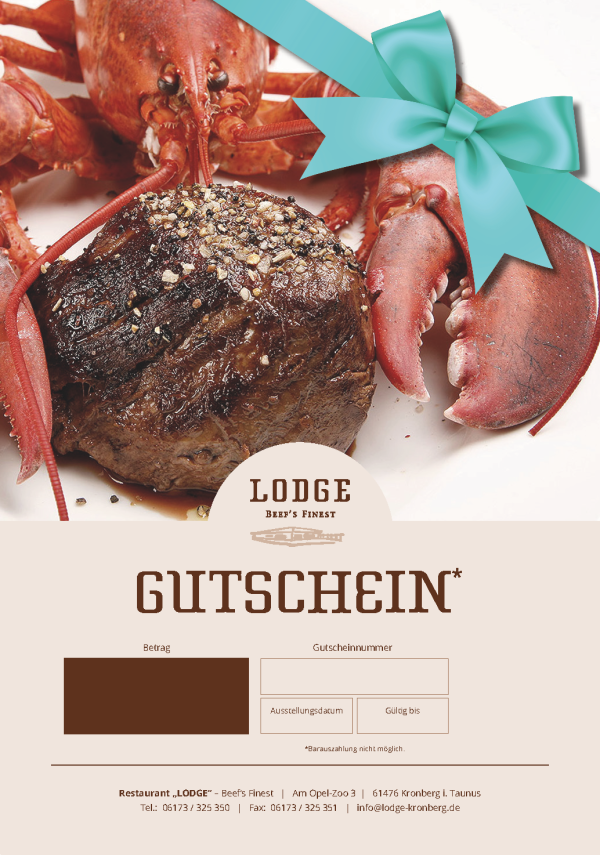 LODGE
BEEF'S FINEST
GUTSCHEIN*
Betrag
Gutscheinnummer
Ausstellungsdatum
Gültig bis
*Barauszahlung nicht möglich.
Restaurant „LODGE“ – Beef's Finest | Am Opel-Zoo 3 | 61476 Kronberg i. Taunus
Tel.: 06173 / 325 350 | Fax: 06173 / 325 351 | info@lodge-kronberg.de